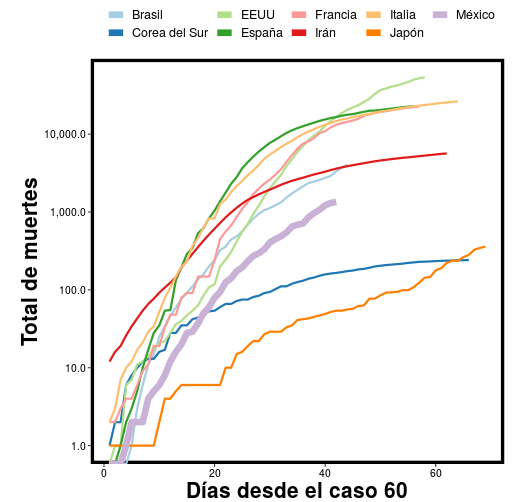 Brasil EEUU Francia Italia México
Corea del Sur España Irán Japón
Total de muertes
10,000.0
1,000.0
100.0
10.0
1.0
0 20 40 60
Días desde el caso 60